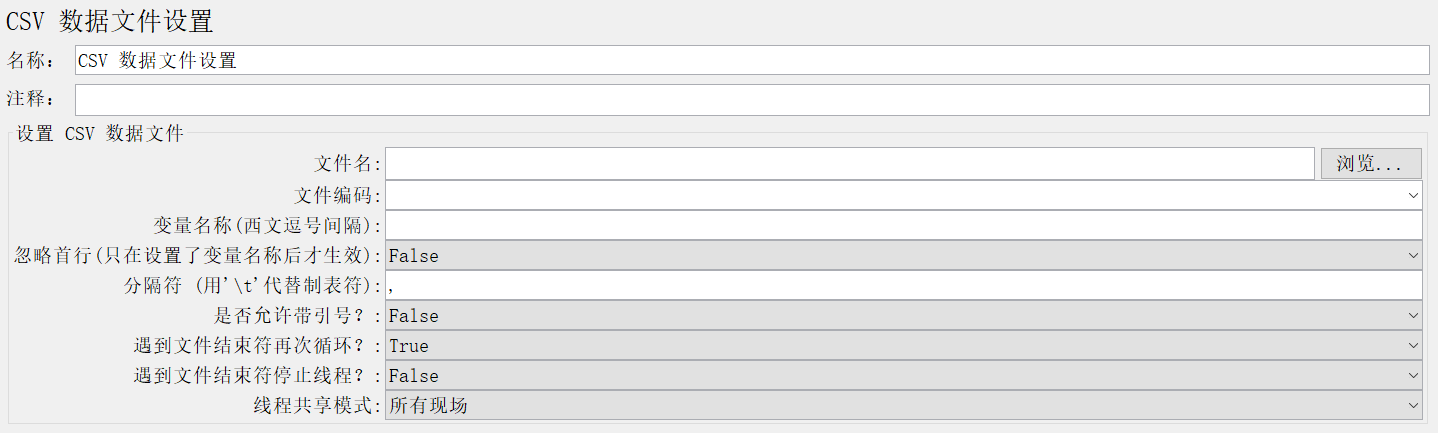 CSV 数据文件设置
名称： CSV 数据文件设置
注释：
设置 CSV 数据文件
文件名: 浏览...
文件编码:
变量名称(西文逗号间隔):
忽略首行(只在设置了变量名称后才生效): False
分隔符 (用'\t'代替制表符): ,
是否允许带引号？: False
遇到文件结束符再次循环？: True
遇到文件结束符停止线程？: False
线程共享模式: 所有现场